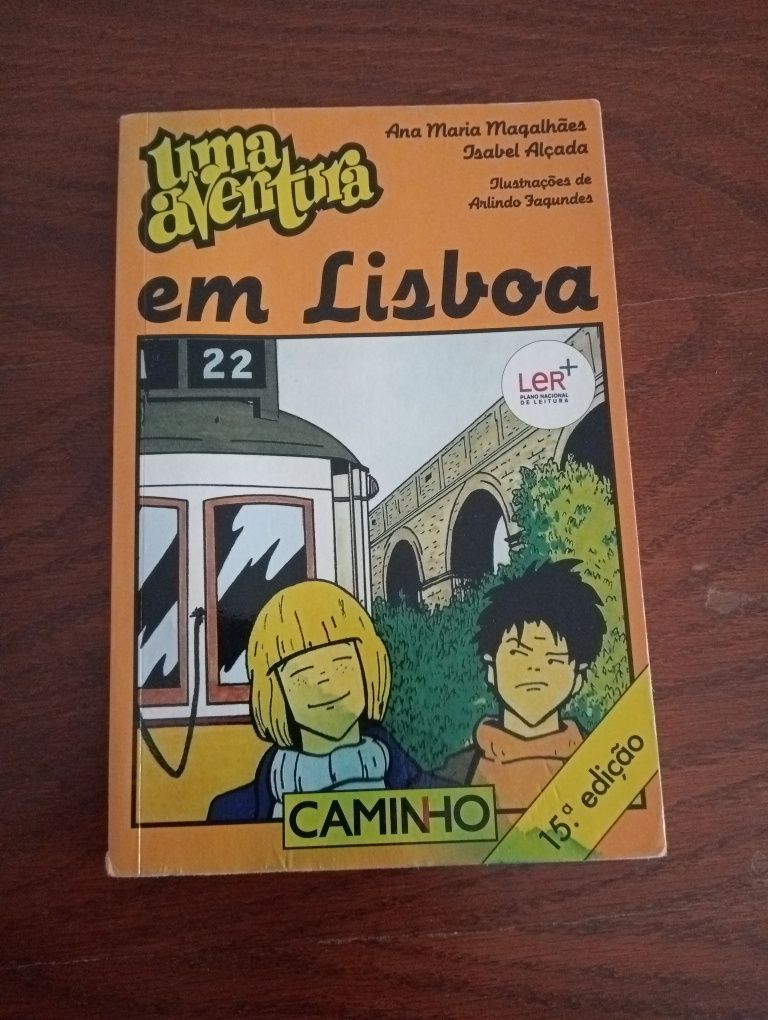 uma
aventura
Ana Maria Magalhães
Isabel Alçada
Ilustrações de
Arlindo Fagundes
em Lisboa
22
LeR+
PLANO NACIONAL
DE LEITURA
CAMINHO
15.ª edição